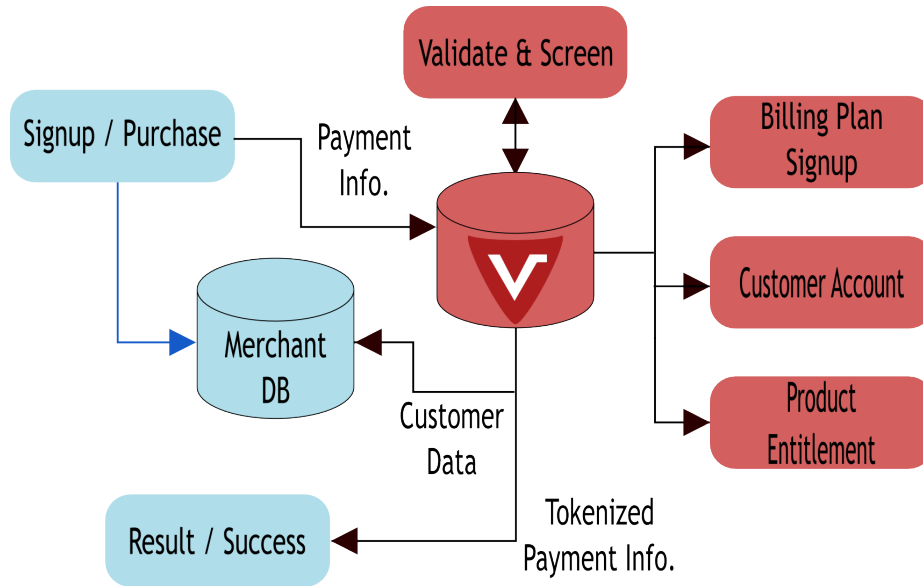 Validate & Screen
Signup / Purchase
Payment
Info.
Billing Plan
Signup
Customer Account
Merchant
DB
Customer
Data
Product
Entitlement
Tokenized
Payment Info.
Result / Success